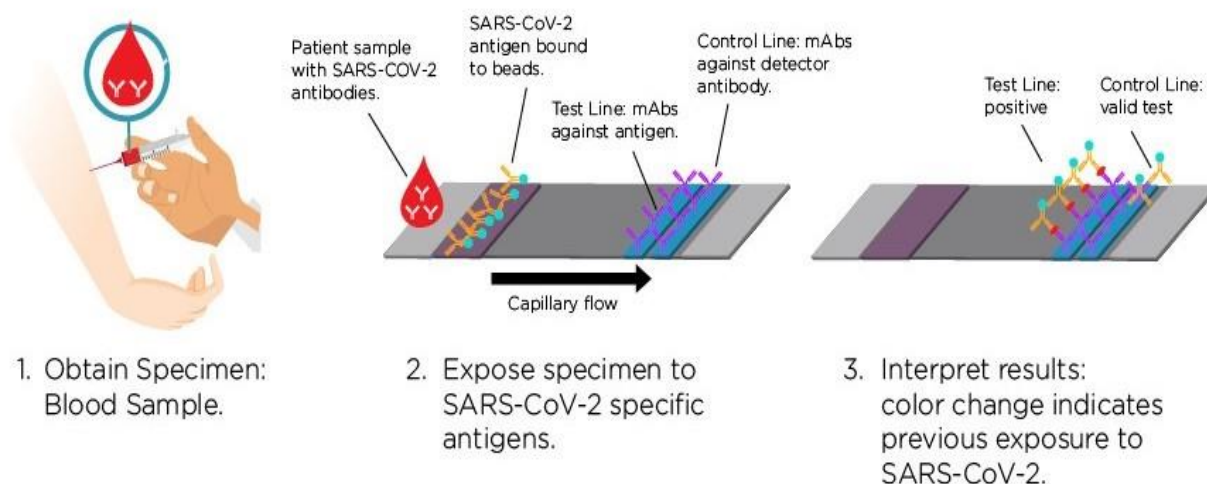 Patient sample
with SARS-COV-2
antibodies.
SARS-CoV-2
antigen bound
to beads.
Test Line: mAbs
against antigen.
Control Line: mAbs
against detector
antibody.
Capillary flow
Test Line:
positive
Control Line:
valid test
1. Obtain Specimen:
Blood Sample.
2. Expose specimen to
SARS-CoV-2 specific
antigens.
3. Interpret results:
color change indicates
previous exposure to
SARS-CoV-2.